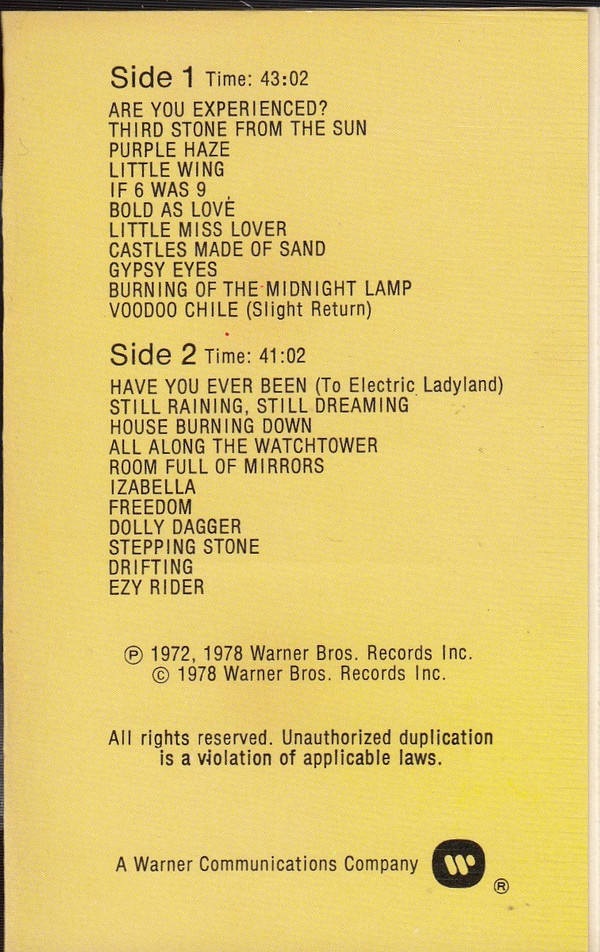 Side 1 Time: 43:02
ARE YOU EXPERIENCED?
THIRD STONE FROM THE SUN
PURPLE HAZE
LITTLE WING
IF 6 WAS 9
BOLD AS LOVE
LITTLE MISS LOVER
CASTLES MADE OF SAND
GYPSY EYES
BURNING OF THE MIDNIGHT LAMP
VOODOO CHILE (Slight Return)
Side 2 Time: 41:02
HAVE YOU EVER BEEN (To Electric Ladyland)
STILL RAINING, STILL DREAMING
HOUSE BURNING DOWN
ALL ALONG THE WATCHTOWER
ROOM FULL OF MIRRORS
IZABELLA
FREEDOM
DOLLY DAGGER
STEPPING STONE
DRIFTING
EZY RIDER
℗ 1972, 1978 Warner Bros. Records Inc.
© 1978 Warner Bros. Records Inc.
All rights reserved. Unauthorized duplication
is a violation of applicable laws.
A Warner Communications Company
®